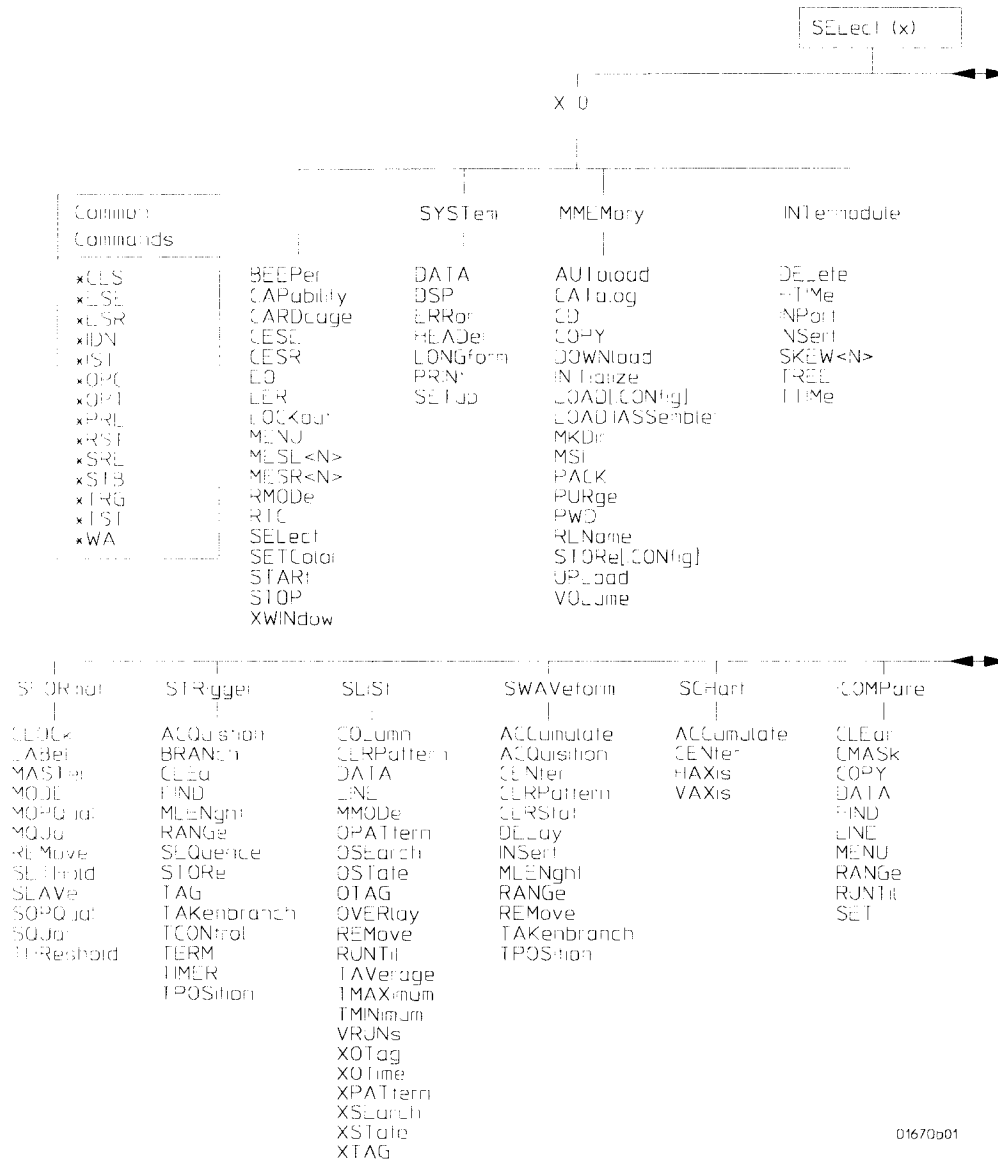 SELect (x)
X 0
Common
Commands
*CLS
*ESE
*ESR
*IDN
*IST
*OPC
*OPT
*PRE
*RST
*SRE
*STB
*TRG
*TST
*WA
BEEPer
CAPability
CARDcage
CESE
CESR
EOI
LER
LOCKout
MENU
MESE<N>
MESR<N>
RMODe
RTC
SELect
SETColor
STARt
STOP
XWINdow
SYSTem
DATA
DSP
ERRor
HEADer
LONGform
PRINt
SETup
MMEMory
AUToload
CATalog
CD
COPY
DOWNload
INITialize
LOAD[:CONfig]
LOAD:IASSembler
MKDir
MSI
PACK
PURge
PWD
REName
STORe[:CONfig]
UPLoad
VOLume
INTermodule
DELete
HTIMe
INPort
INSert
SKEW<N>
TREE
TTIMe
SFORmat
CLOCk
LABel
MASTer
MODE
MOPQual
MQUal
REMove
SETHold
SLAVe
SOPQual
SQUal
THReshold
STRigger
ACQuistion
BRANch
CLEar
FIND
MLENght
RANGe
SEQuence
STORe
TAG
TAKenbranch
TCONtrol
TERM
TIMER
TPOSition
SLISt
COLumn
CLRPattern
DATA
LINE
MMODe
OPATtern
OSEarch
OSTate
OTAG
OVERlay
REMove
RUNTil
TAVerage
TMAXimum
TMINimum
VRUNs
XOTag
XOTime
XPATtern
XSEarch
XSTate
XTAG
SWAVeform
ACCumulate
ACQuisition
CENter
CLRPattern
CLRStat
DELay
INSert
MLENght
RANGe
REMove
TAKenbranch
TPOSition
SCHart
ACCumulate
CENter
HAXis
VAXis
COMPare
CLEar
CMASk
COPY
DATA
FIND
LINE
MENU
RANGe
RUNTil
SET
01670b01